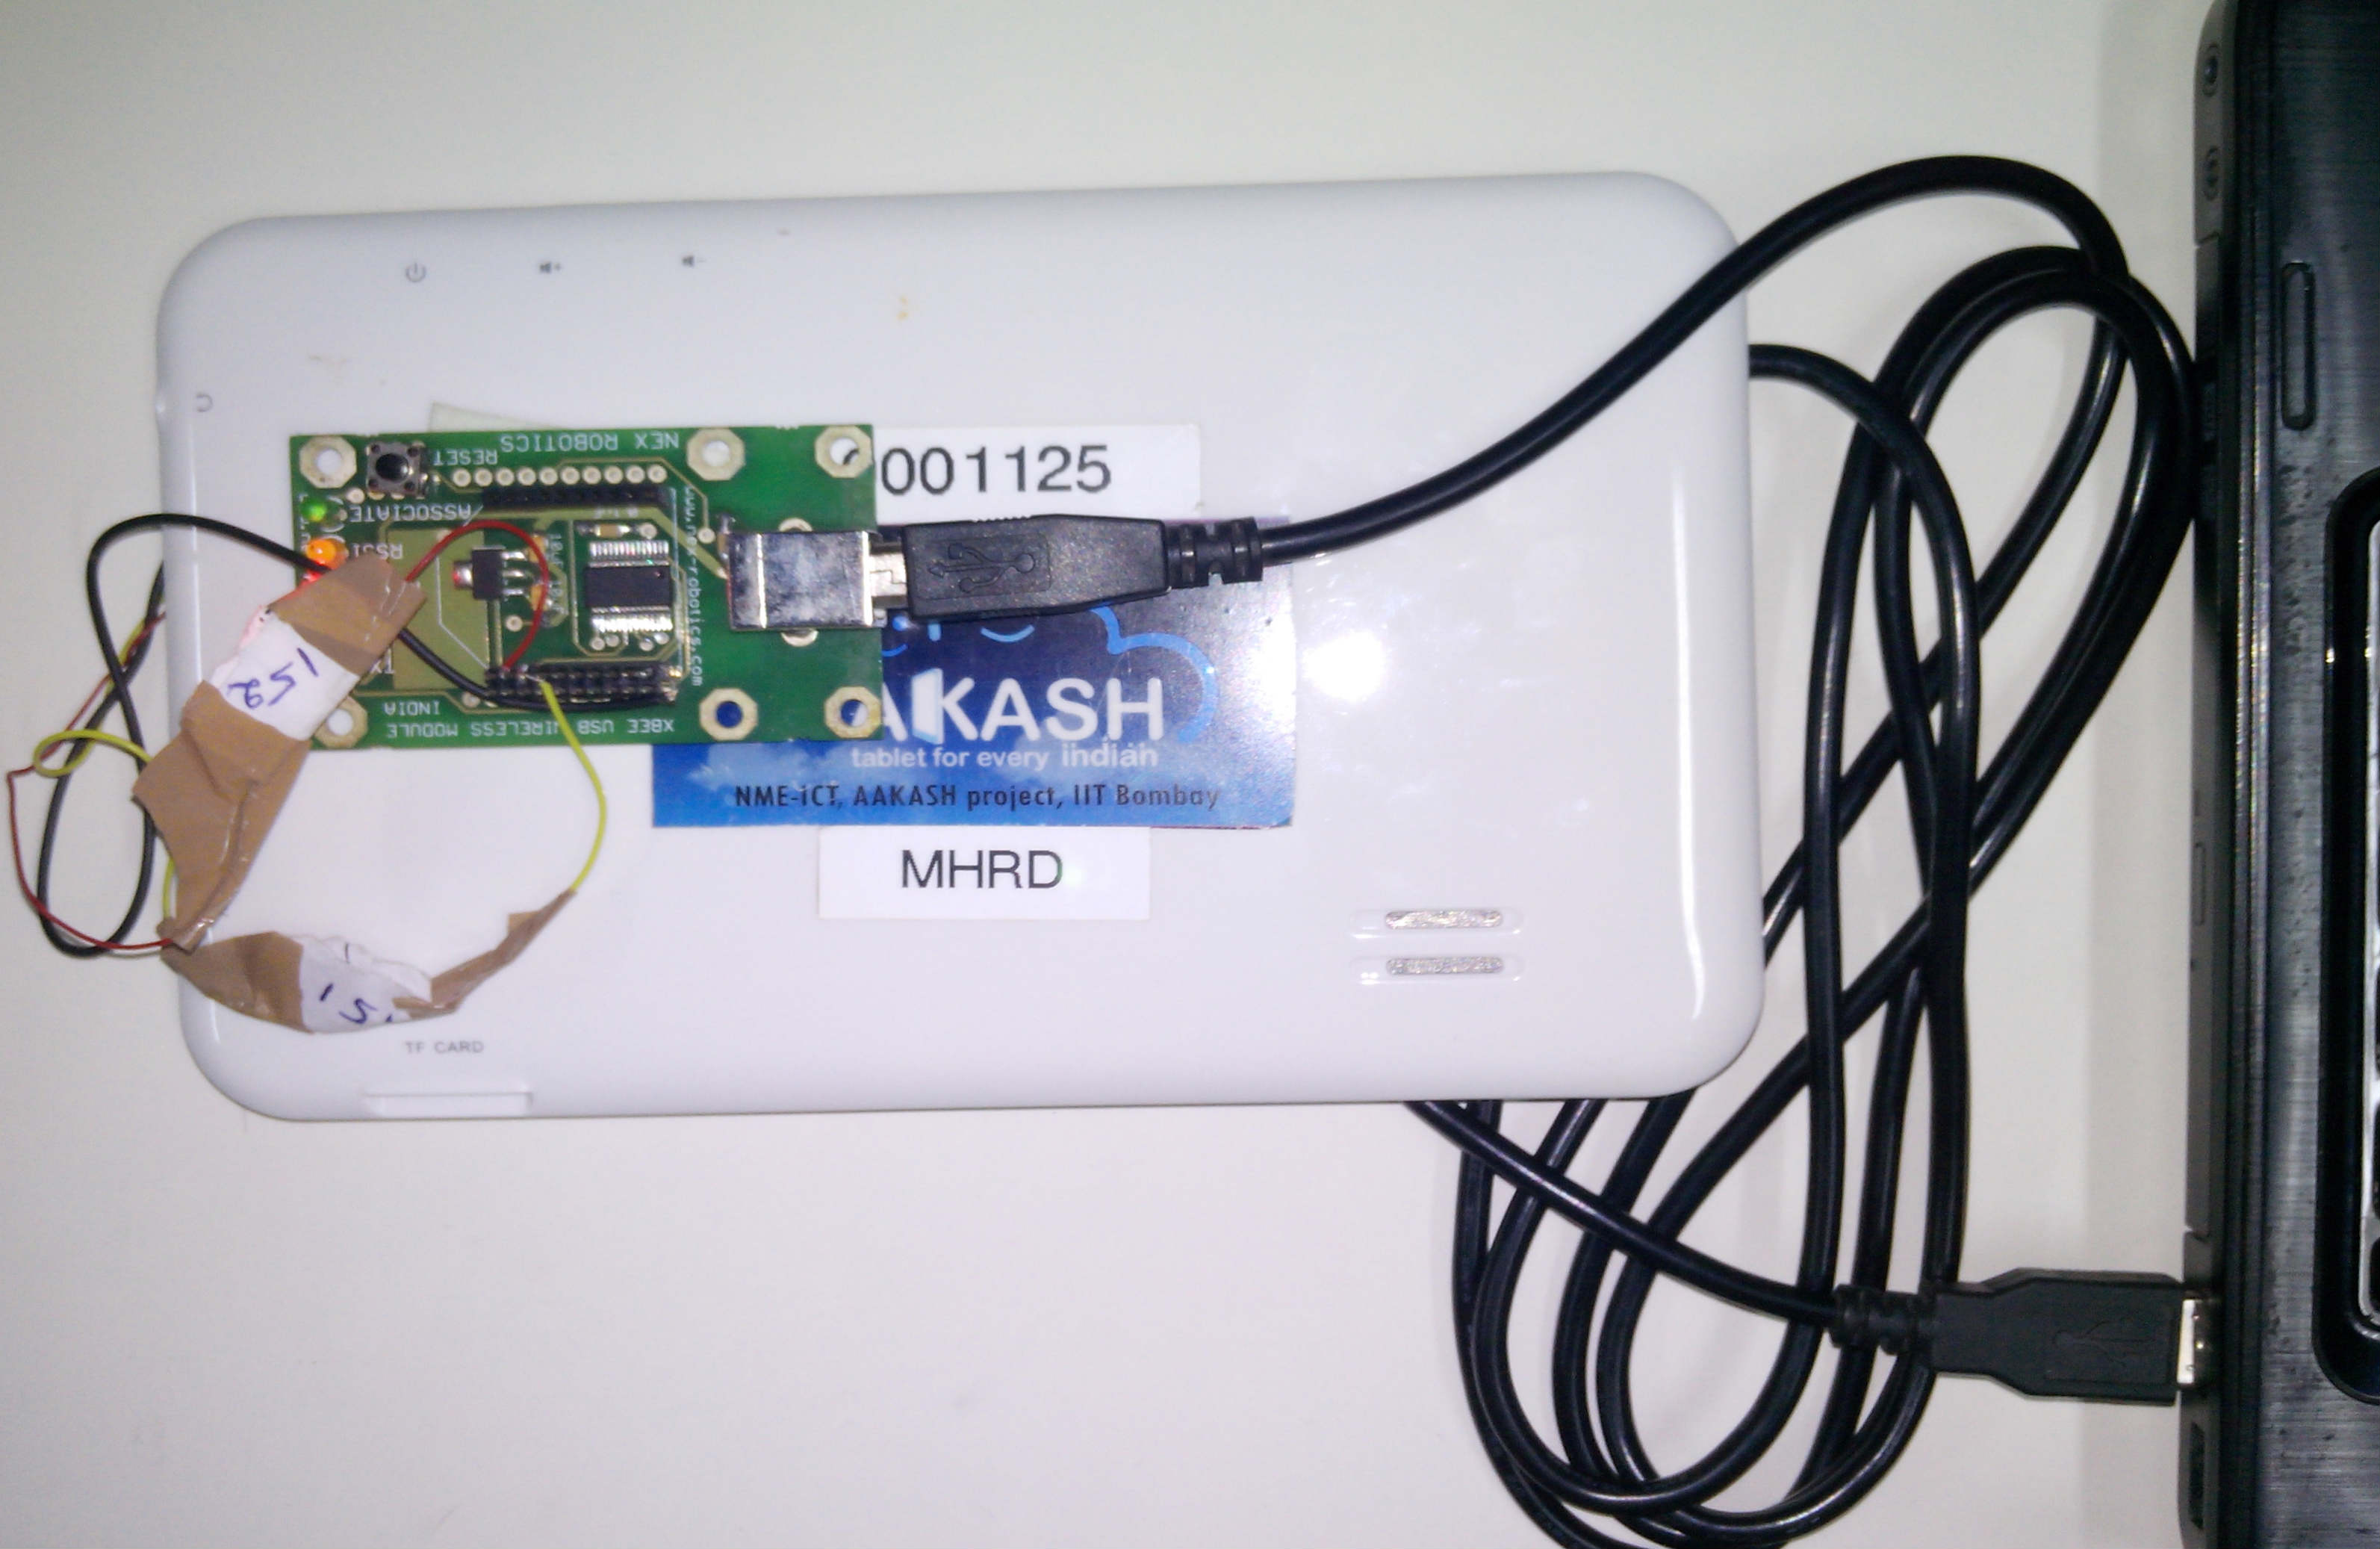 NEX ROBOTICS
RESET
/ASSOCIATE
RSSI
www.nex-robotics.com
INDIA
XBEE USB WIRELESS MODULE
152
001125
AKASH
tablet for every indian
NME-iCT, AAKASH project, IIT Bombay
MHRD
TF CARD